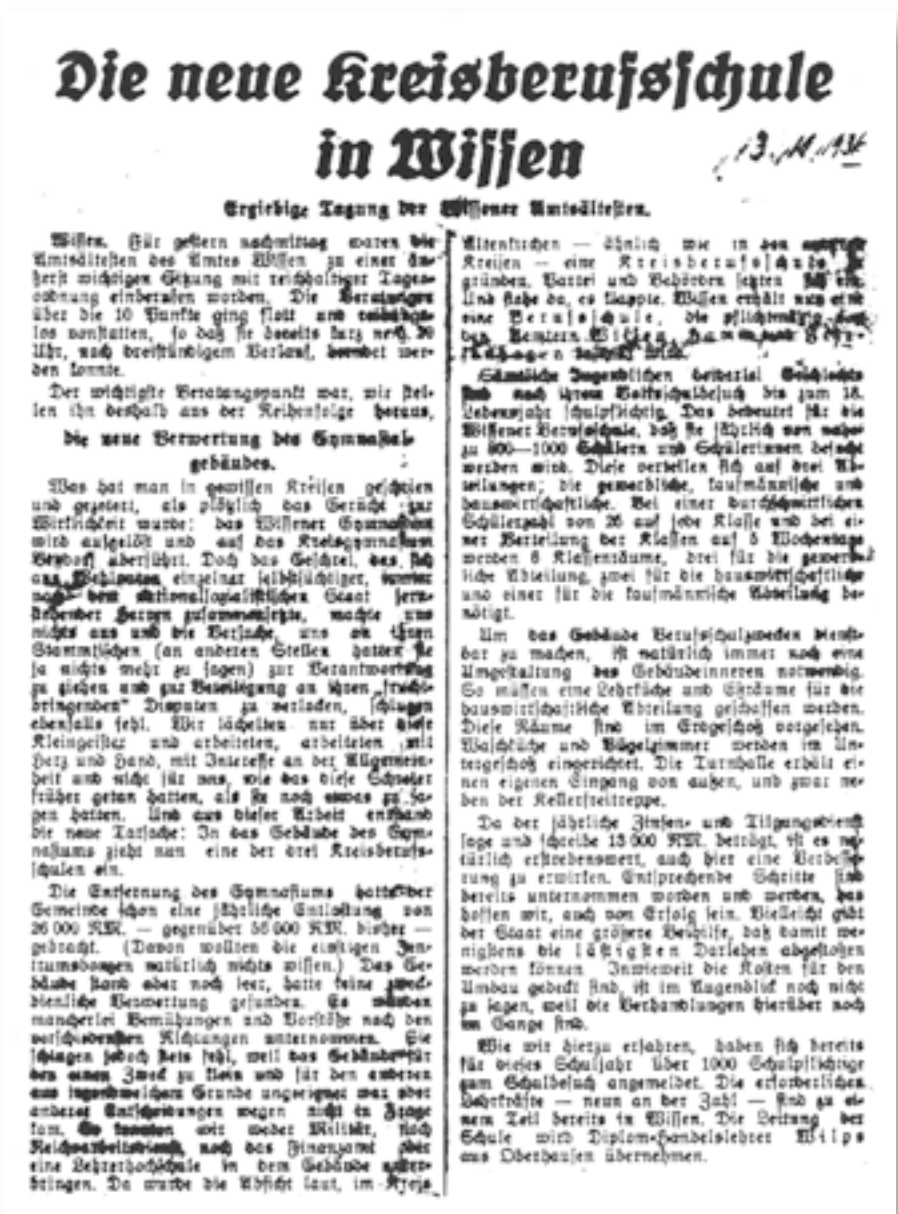 Die neue Kreisberufsschule
in Wissen
Ergiebige Tagung der Wissener Amtsältesten.
Wissen. Für gestern nachmittag waren die
Amtsältesten des Amtes Wissen zu einer äu-
ßerst wichtigen Sitzung mit reichhaltiger Tages-
ordnung einberufen worden. Die Beratungen
über die 10 Punkte ging flott und
los vonstatten, so daß sie bereits kurz nach
Uhr, nach dreistündigem Verlauf, beendet wer-
den konnte.
Der wichtigste Beratungspunkt war, wir stel-
len ihn deshalb aus der Reihenfolge heraus,
die neue Verwertung des Gymnasial-
gebäudes.
Was hat man in gewissen Kreisen geschrien
und gezetert, als plötzlich das Gerücht zur
Wirklichkeit wurde: das Wissener Gymnasium
wird aufgelöst und auf das Kreisgymnasium
Betzdorf überführt. Doch das Geschrei, das sich
aus einzelner selbstsüchtiger,
nationalsozialistischen Staat fern-
stehender Herzen zusammensetzte, machte uns
nichts aus und die Versuche, uns an ihren
Stammtischen (an anderen Stellen hatten sie
ja nichts mehr zu sagen) zur Verantwortung
zu ziehen und zur Beteiligung an ihren „frucht-
bringenden“ Disputen zu verlocken, schlugen
ebenfalls fehl. Wir lächelten nur über diese
Kleingeister und arbeiteten, arbeiteten mit
Herz und Hand, mit Interesse an der Allgemein-
heit und nicht für uns, wie das diese Schreier
früher getan hatten, als sie noch etwas zu sa-
gen hatten. Und aus dieser Arbeit entstand
die neue Tatsache: In das Gebäude des Gym-
nasiums zieht nun eine der drei Kreisberufs-
schulen ein.
Die Entfernung des Gymnasiums hatte der
Gemeinde schon eine jährliche Entlastung von
26 000 RM. — gegenüber 56 000 RM. bisher —
gebracht. (Davon wollten die einstigen Zen-
trumsbonzen natürlich nichts wissen.) Das Ge-
bäude stand aber noch leer, hatte keine zweck-
dienliche Verwertung gefunden. Es wurden
mancherlei Bemühungen und Vorstöße nach den
verschiedensten Richtungen unternommen. Sie
schlugen jedoch stets fehl, weil das Gebäude für
den einen Zweck zu klein und für den anderen
aus irgendwelchem Grunde ungeeignet war oder
anderer Entscheidungen wegen nicht in Frage
kam. So konnten wir weder Militär, noch
Reichsarbeitsdienst, noch das Finanzamt oder
eine Lehrerhochschule in dem Gebäude unter-
bringen. Da wurde die Absicht laut, im Kreis
Altenkirchen — ähnlich wie in den
Kreisen — eine Kreisberufsschule zu
gründen. Partei und Behörden setzten sich ein.
Und siehe da, es klappte. Wissen erhält nun
eine Berufsschule, die pflichtmäßig
den Aemtern Wissen, Hamm und
wird.
Sämtliche Jugendlichen beiderlei Geschlechts
sind nach ihrem Volksschulbesuch bis zum 18.
Lebensjahr schulpflichtig. Das bedeutet für die
Wissener Berufsschule, daß sie jährlich von nahe-
zu 800—1000 Schülern und Schülerinnen besucht
werden wird. Diese verteilen sich auf drei Ab-
teilungen: die gewerbliche, kaufmännische und
hauswirtschaftliche. Bei einer durchschnittlichen
Schülerzahl von 26 auf jede Klasse und bei ei-
ner Verteilung der Klassen auf 5 Wochentage
werden 6 Klassenräume, drei für die gewerb-
liche Abteilung, zwei für die hauswirtschaftliche
und einer für die kaufmännische Abteilung be-
nötigt.
Um das Gebäude Berufsschulzwecken dienst-
bar zu machen, ist natürlich immer noch eine
Umgestaltung des Gebäudeinneren notwendig.
So müssen eine Lehrküche und Eßräume für die
hauswirtschaftliche Abteilung geschaffen werden.
Diese Räume sind im Erdgeschoß vorgesehen.
Waschküche und Bügelzimmer werden im Un-
tergeschoß eingerichtet. Die Turnhalle erhält ei-
nen eigenen Eingang von außen, und zwar ne-
ben der Kellerfreitreppe.
Da der jährliche Zinsen- und Tilgungsdienst
sage und schreibe 13 000 RM. beträgt, ist es na-
türlich erstrebenswert, auch hier eine Verbesse-
rung zu erwirken. Entsprechende Schritte sind
bereits unternommen worden und werden, das
hoffen wir, auch von Erfolg sein. Vielleicht gibt
der Staat eine größere Beihilfe, daß damit we-
nigstens die lästigsten Darlehen abgestoßen
werden können. Inwieweit die Kosten für den
Umbau gedeckt sind, ist im Augenblick noch nicht
zu sagen, weil die Verhandlungen hierüber noch
im Gange sind.
Wie wir hierzu erfahren, haben sich bereits
für dieses Schuljahr über 1000 Schulpflichtige
zum Schulbesuch angemeldet. Die erforderlichen
Lehrkräfte — neun an der Zahl — sind zu ei-
nem Teil bereits in Wissen. Die Leitung der
Schule wird Diplom-Handelslehrer Wilps
aus Oberhausen übernehmen.